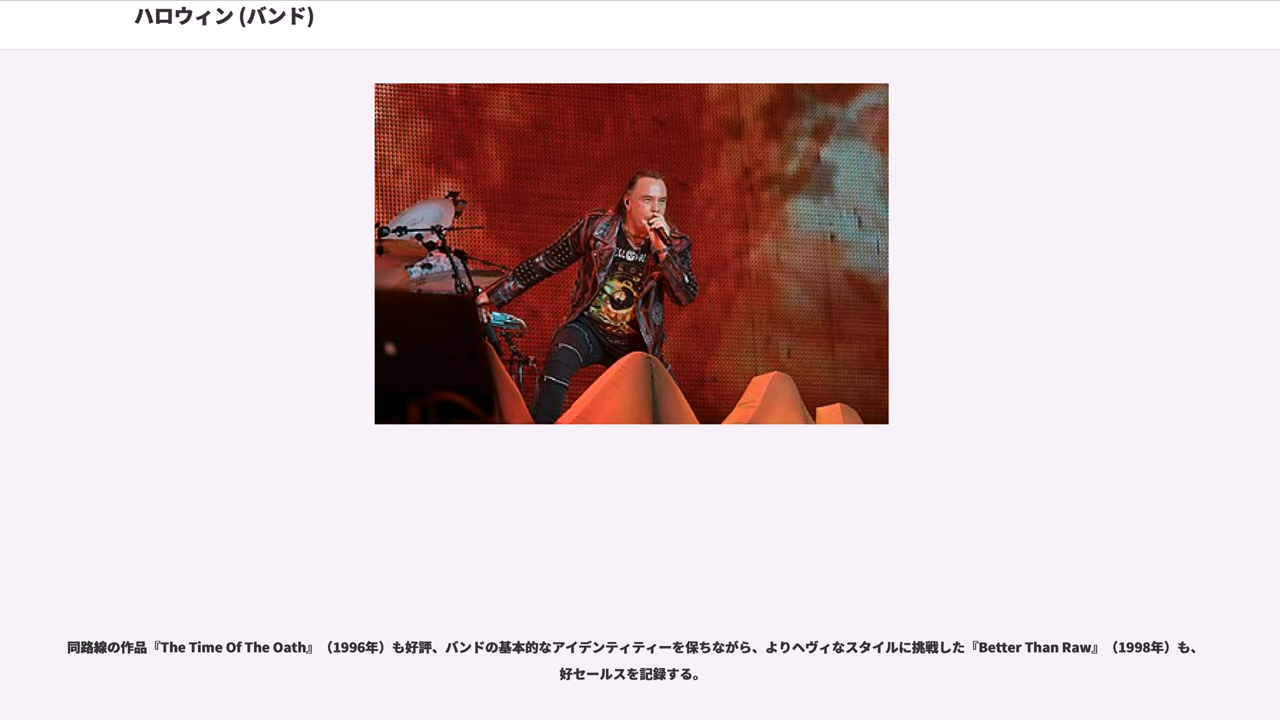 ハロウィン (バンド)
同路線の作品『The Time Of The Oath』（1996年）も好評、バンドの基本的なアイデンティティーを保ちながら、よりヘヴィなスタイルに挑戦した『Better Than Raw』（1998年）も、
好セールスを記録する。